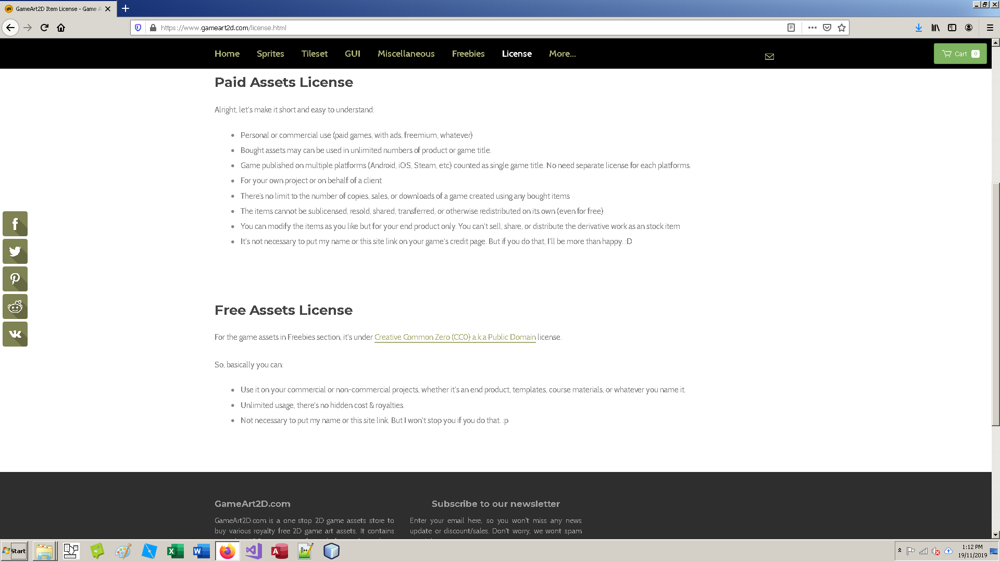 GameArt2D Item License - Game A
https://www.gameart2d.com/license.html
Home Sprites Tileset GUI Miscellaneous Freebies License More... Cart 0
Paid Assets License
Alright, let's make it short and easy to understand:
Personal or commercial use (paid games, with ads, freemium, whatever)
Bought assets may can be used in unlimited numbers of product or game title.
Game published on multiple platforms (Android, iOS, Steam, etc) counted as single game title. No need separate license for each platforms.
For your own project or on behalf of a client
There's no limit to the number of copies, sales, or downloads of a game created using any bought items
The items cannot be sublicensed, resold, shared, transferred, or otherwise redistributed on its own (even for free)
You can modify the items as you like but for your end product only. You can't sell, share, or distribute the derivative work as an stock item
It's not necessary to put my name or this site link on your game's credit page. But if you do that, I'll be more than happy. :D
Free Assets License
For the game assets in Freebies section, it's under Creative Common Zero (CC0) a.k.a Public Domain license.
So, basically you can:
Use it on your commercial or non-commercial projects, whether it's an end product, templates, course materials, or whatever you name it.
Unlimited usage, there's no hidden cost & royalties.
Not necessary to put my name or this site link. But I won't stop you if you do that. :p
GameArt2D.com
GameArt2D.com is a one stop 2D game assets store to
buy various royalty free 2D game art assets. It contains
Subscribe to our newsletter
Enter your email here, so you won't miss any news
update or discount/sales. Don't worry, we wont spam
Start
1:12 PM
19/11/2019